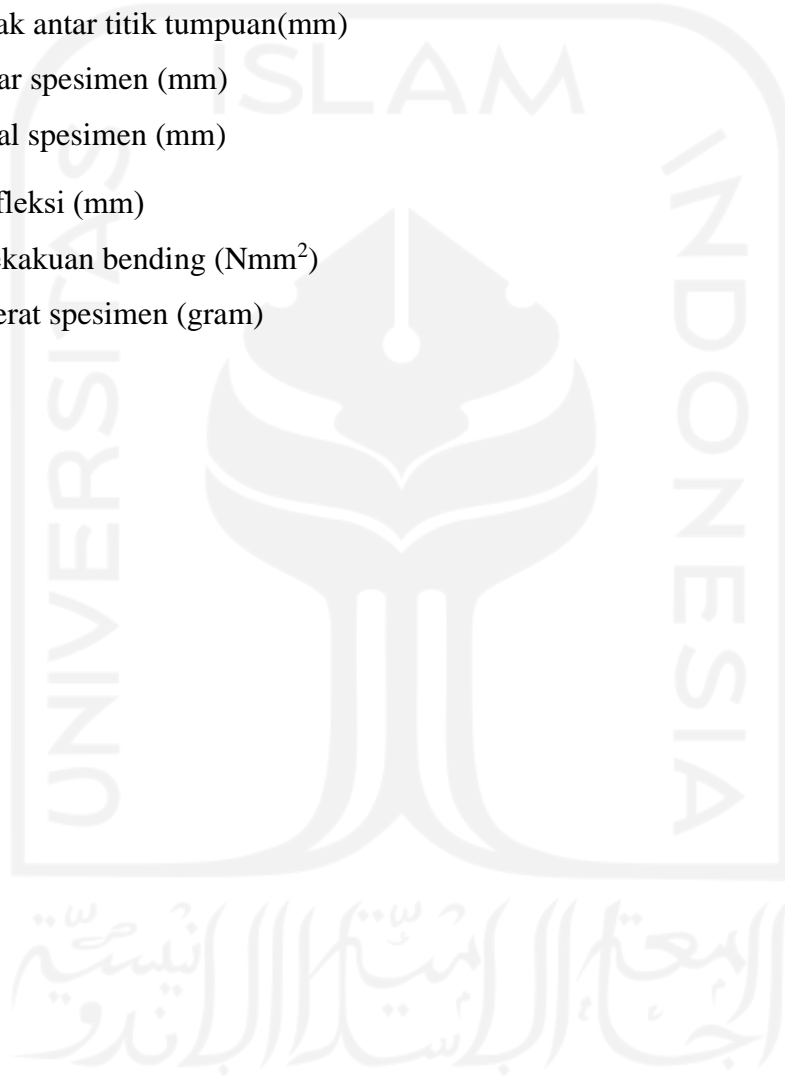 ak antar titik tumpuan(mm)
ar spesimen (mm)
al spesimen (mm)
fleksi (mm)
ekakuan bending (Nmm²)
erat spesimen (gram)
ISLAM
UNIVERSITAS
INDONESIA